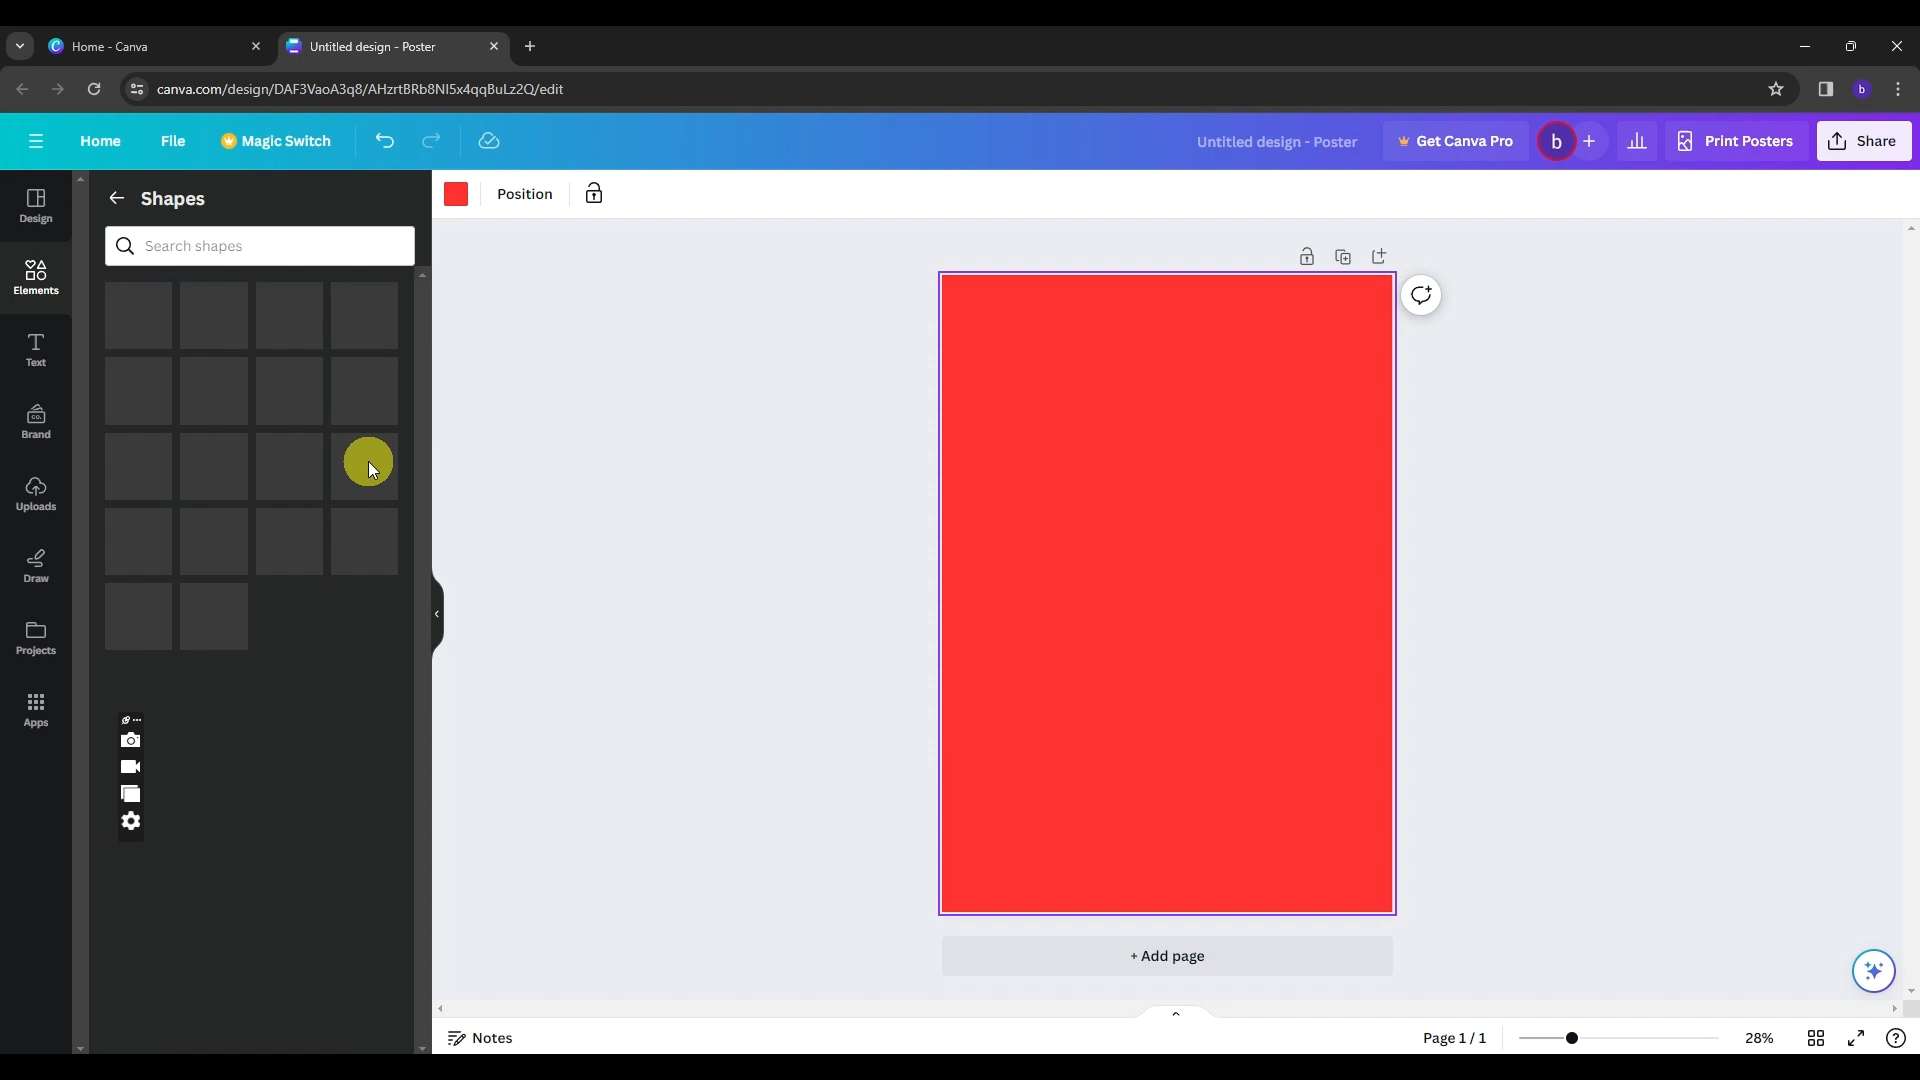 Home - Canva
Untitled design - Poster
canva.com/design/DAF3VaoA3q8/AHzrtBRb8NI5x4qqBuLz2Q/edit
b
Home
File
Magic Switch
Untitled design - Poster
Get Canva Pro
b
Print Posters
Share
Design
Elements
Text
CO.
Brand
Uploads
Draw
Projects
Apps
Shapes
Search shapes
Position
+ Add page
Notes
Page 1 / 1
28%